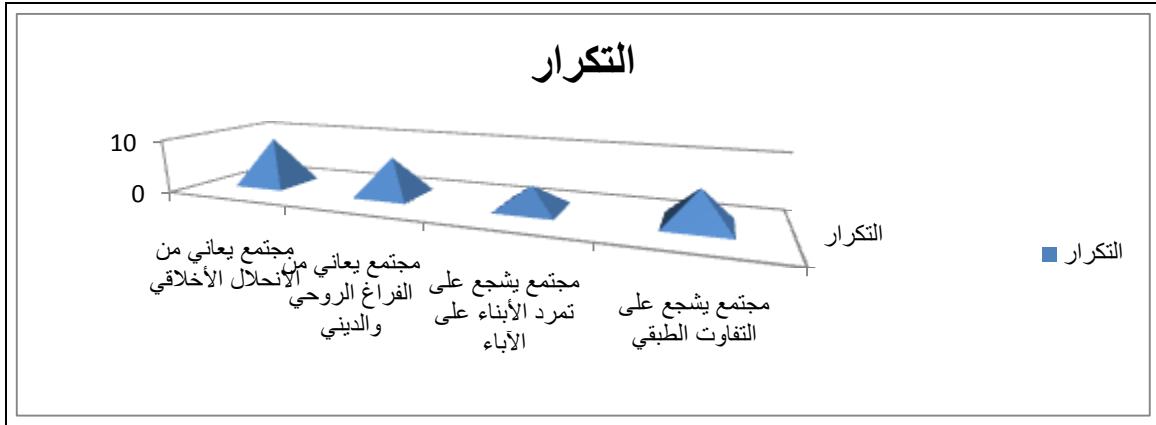 التكرار
10
0
مجتمع يعاني من
الانحلال الأخلاقي
مجتمع يعاني من
الفراغ الروحي
والديني
مجتمع يشجع على
تمرد الأبناء على
الآباء
مجتمع يشجع على
التفاوت الطبقي
التكرار
التكرار